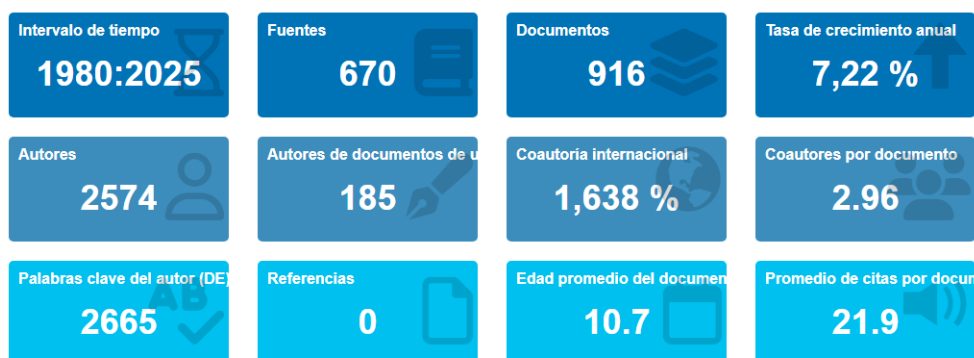 Intervalo de tiempo
1980:2025
Fuentes
670
Documentos
916
Tasa de crecimiento anual
7,22 %
Autores
2574
Autores de documentos de u
185
Coautoría internacional
1,638 %
Coautores por documento
2.96
Palabras clave del autor (DE)
2665
AB
Referencias
0
Edad promedio del documen
10.7
Promedio de citas por docum
21.9